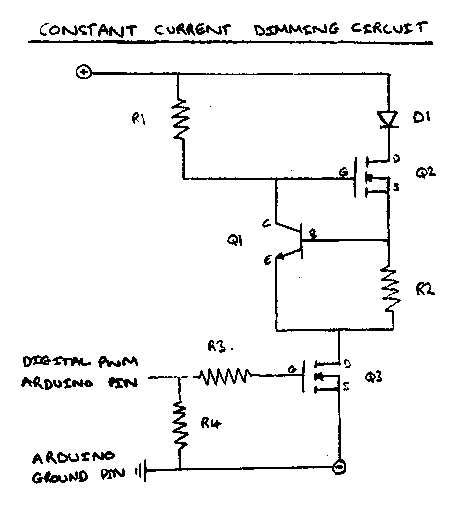 CONSTANT CURRENT DIMMING CIRCUIT
+
R1
D1
D
G
Q2
S
C
Q1
B
E
R2
R3.
DIGITAL PWM
ARDUINO PIN
D
G
Q3
S
R4
ARDUINO
GROUND PIN
-